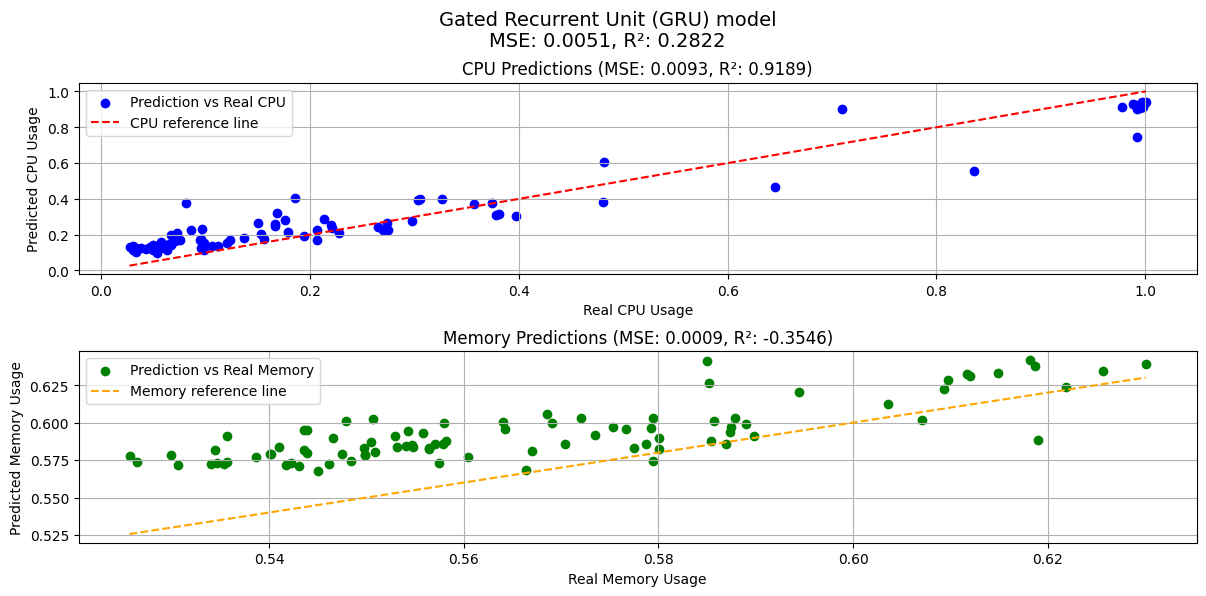 Gated Recurrent Unit (GRU) model
MSE: 0.0051, R²: 0.2822
CPU Predictions (MSE: 0.0093, R²: 0.9189)
Prediction vs Real CPU
CPU reference line
Predicted CPU Usage
1.0
0.8
0.6
0.4
0.2
0.0
0.0 0.2 0.4 0.6 0.8 1.0
Real CPU Usage
Memory Predictions (MSE: 0.0009, R²: -0.3546)
Prediction vs Real Memory
Memory reference line
Predicted Memory Usage
0.625
0.600
0.575
0.550
0.525
0.54 0.56 0.58 0.60 0.62
Real Memory Usage